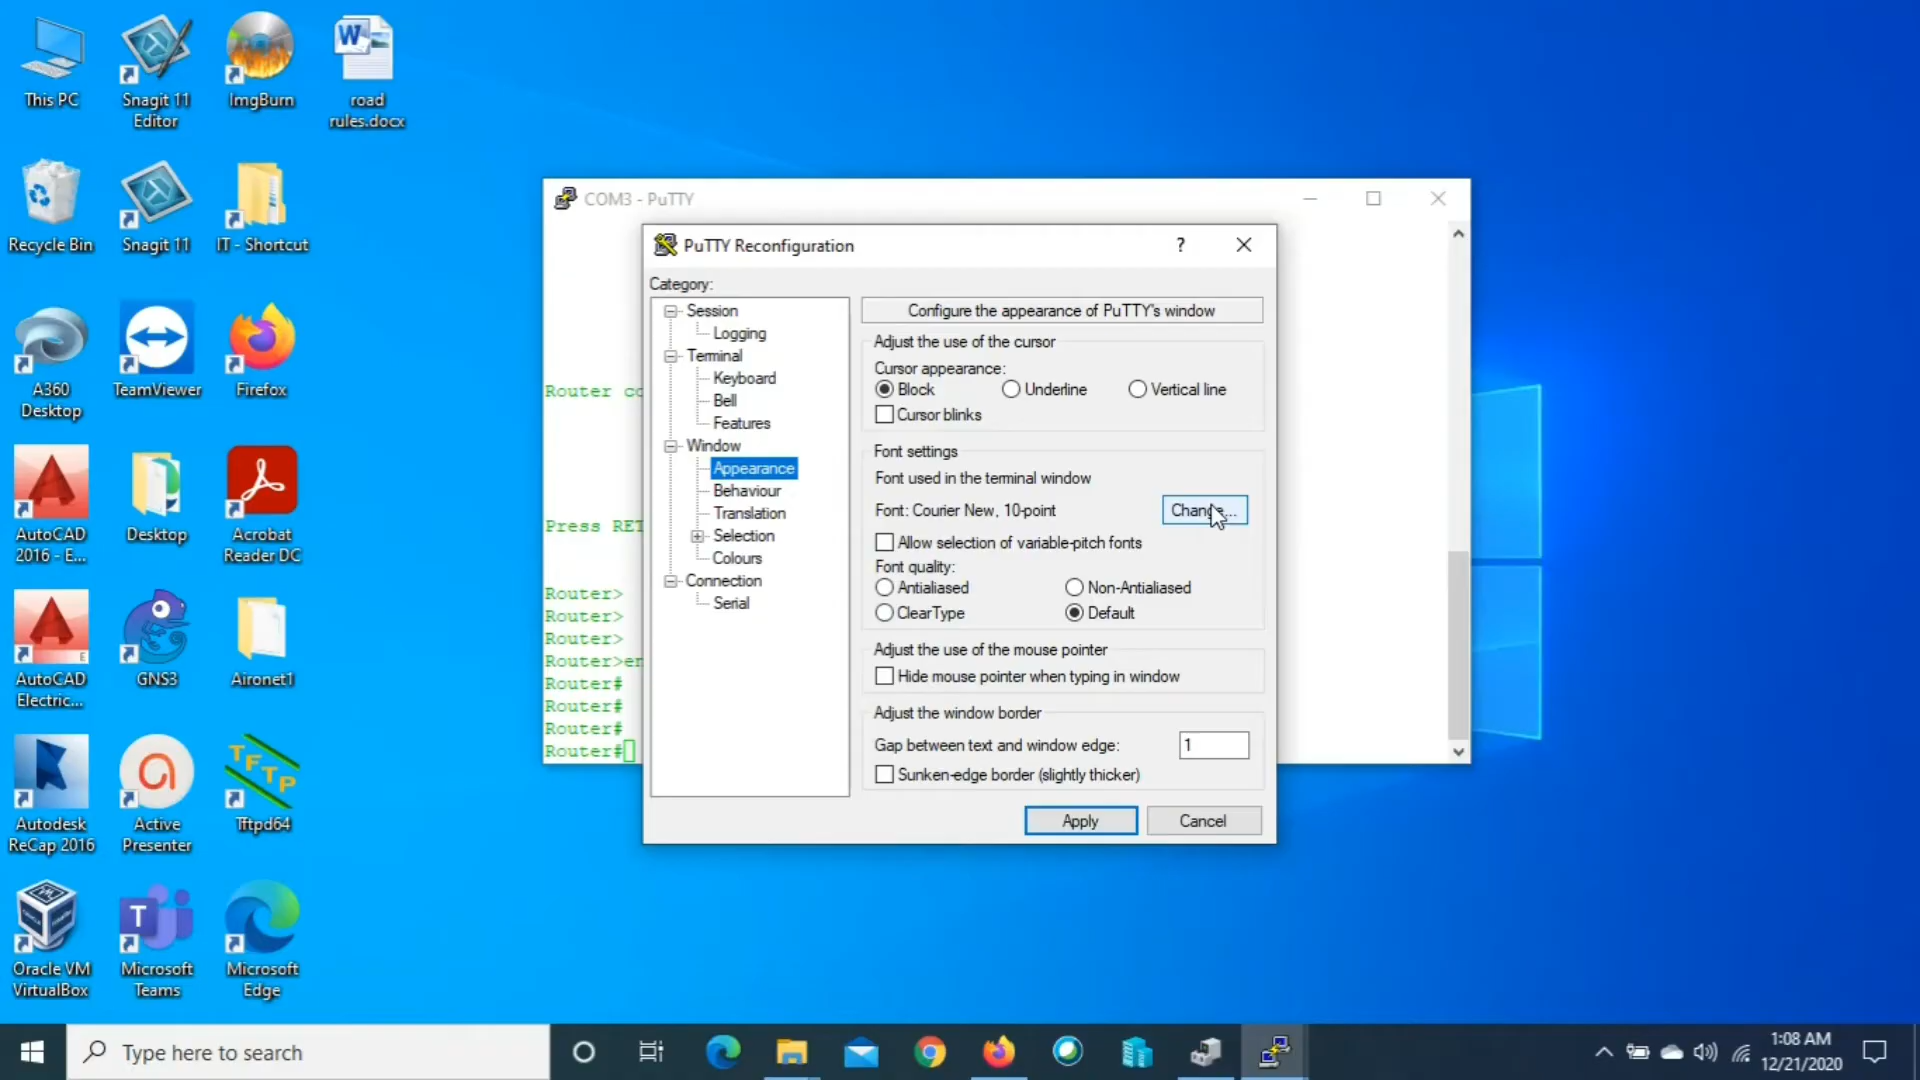 This PC
Snagit 11
Editor
ImgBurn
road
rules.docx
Recycle Bin
Snagit 11
IT - Shortcut
A360
Desktop
TeamViewer
Firefox
AutoCAD
2016 - E...
Desktop
Acrobat
Reader DC
AutoCAD
Electric...
GNS3
Aironet1
Autodesk
ReCap 2016
Active
Presenter
TFTP
Tftpd64
Oracle VM
VirtualBox
Microsoft
Teams
Microsoft
Edge
COM3 - PuTTY
Router co
Press RET
Router>
Router>
Router>
Router>en
Router#
Router#
Router#
Router#
PuTTY Reconfiguration
?
Category:
Session
Logging
Terminal
Keyboard
Bell
Features
Window
Appearance
Behaviour
Translation
Selection
Colours
Connection
Serial
Configure the appearance of PuTTY's window
Adjust the use of the cursor
Cursor appearance:
Block Underline Vertical line
Cursor blinks
Font settings
Font used in the terminal window
Font: Courier New, 10-point
Change...
Allow selection of variable-pitch fonts
Font quality:
Antialiased Non-Antialiased
ClearType Default
Adjust the use of the mouse pointer
Hide mouse pointer when typing in window
Adjust the window border
Gap between text and window edge: 1
Sunken-edge border (slightly thicker)
Apply Cancel
Type here to search
1:08 AM
12/21/2020